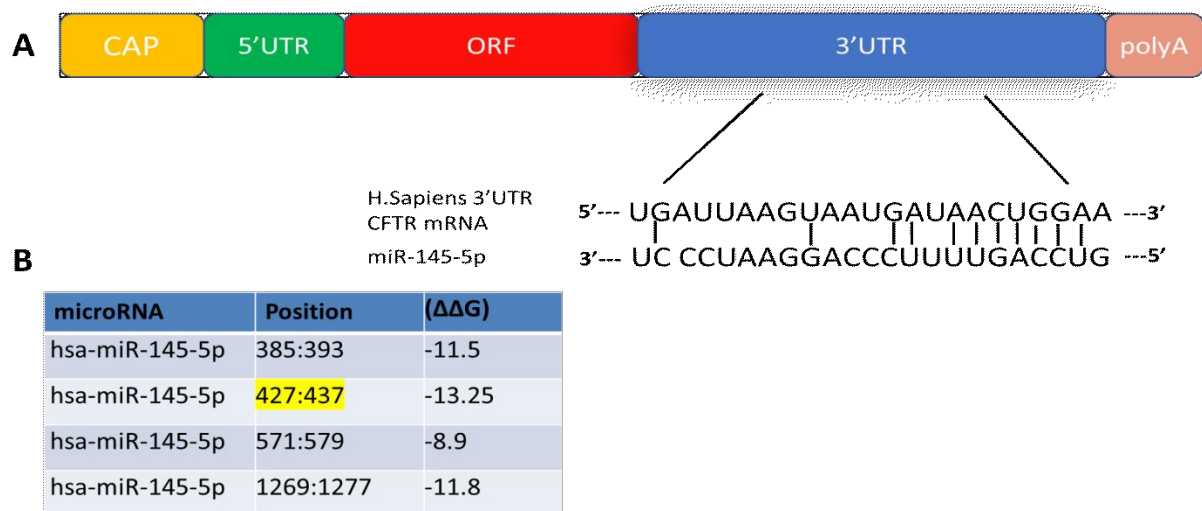 A
CAP 5’UTR ORF 3’UTR polyA
H.Sapiens 3’UTR
CFTR mRNA
5’--- UGAUUAAGUAAUGAUAACUGGAA ---3’
miR-145-5p
3’--- UC CCUAAGGACCCUUUUGACCUG ---5’
B
microRNA Position (ΔΔG)
hsa-miR-145-5p 385:393 -11.5
hsa-miR-145-5p 427:437 -13.25
hsa-miR-145-5p 571:579 -8.9
hsa-miR-145-5p 1269:1277 -11.8